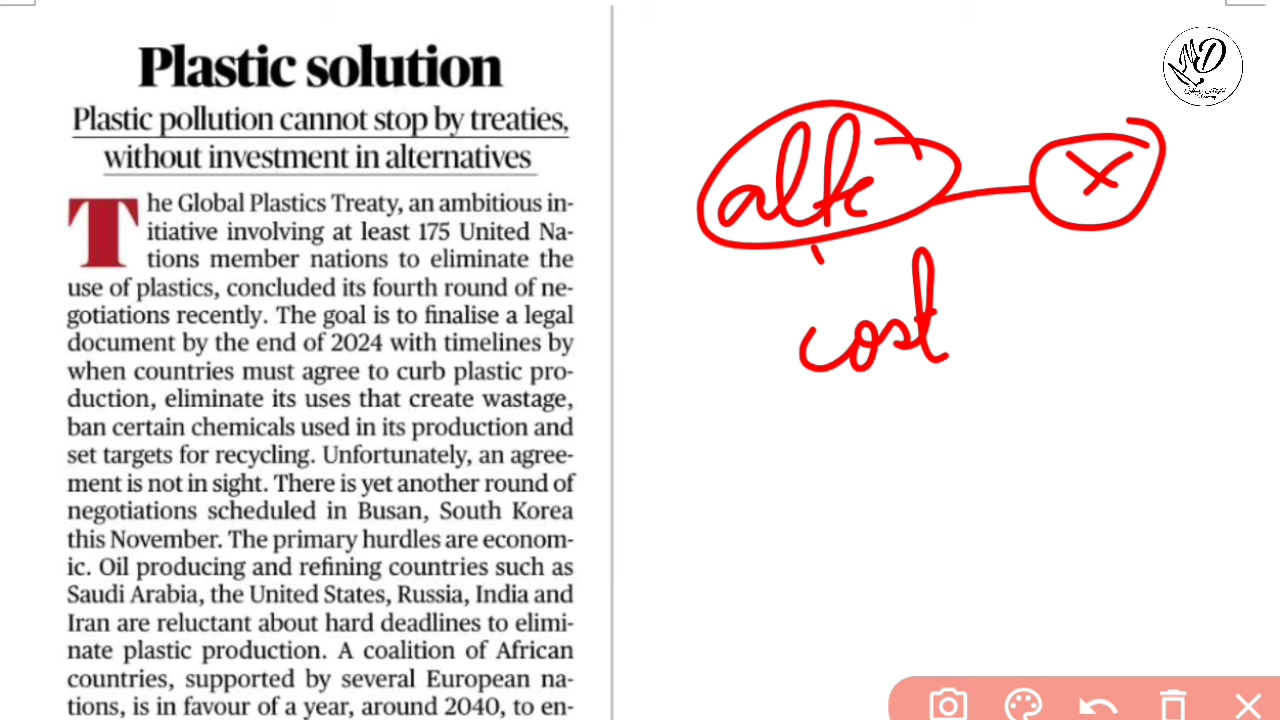 Plastic solution
Plastic pollution cannot stop by treaties,
without investment in alternatives
The Global Plastics Treaty, an ambitious in-
itiative involving at least 175 United Na-
tions member nations to eliminate the
use of plastics, concluded its fourth round of ne-
gotiations recently. The goal is to finalise a legal
document by the end of 2024 with timelines by
when countries must agree to curb plastic pro-
duction, eliminate its uses that create wastage,
ban certain chemicals used in its production and
set targets for recycling. Unfortunately, an agree-
ment is not in sight. There is yet another round of
negotiations scheduled in Busan, South Korea
this November. The primary hurdles are econom-
ic. Oil producing and refining countries such as
Saudi Arabia, the United States, Russia, India and
Iran are reluctant about hard deadlines to elimi-
nate plastic production. A coalition of African
countries, supported by several European na-
tions, is in favour of a year, around 2040, to en-
X
cost
MD